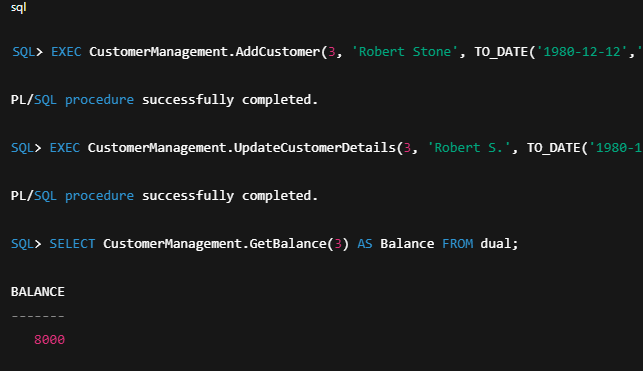 sql
SQL> EXEC CustomerManagement.AddCustomer(3, 'Robert Stone', TO_DATE('1980-12-12','
PL/SQL procedure successfully completed.
SQL> EXEC CustomerManagement.UpdateCustomerDetails(3, 'Robert S.', TO_DATE('1980-1
PL/SQL procedure successfully completed.
SQL> SELECT CustomerManagement.GetBalance(3) AS Balance FROM dual;
BALANCE
-------
8000